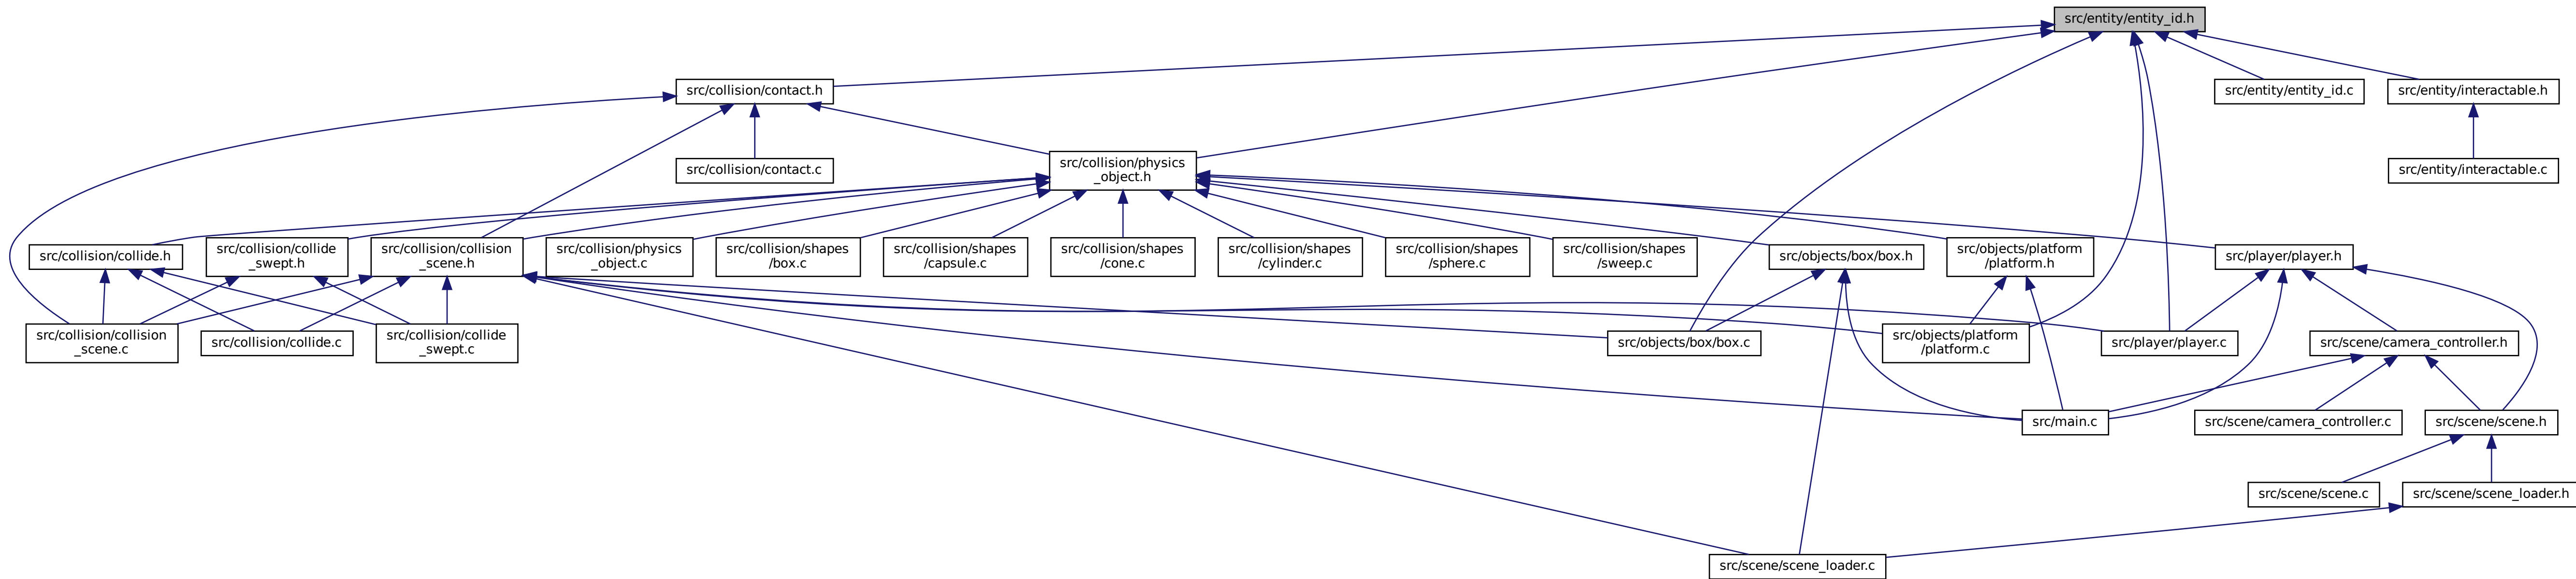 src/entity/entity_id.h
src/collision/contact.h
src/entity/entity_id.c
src/entity/interactable.h
src/collision/contact.c
src/collision/physics
_object.h
src/entity/interactable.c
src/collision/collide.h
src/collision/collide
_swept.h
src/collision/collision
_scene.h
src/collision/physics
_object.c
src/collision/shapes
/box.c
src/collision/shapes
/capsule.c
src/collision/shapes
/cone.c
src/collision/shapes
/cylinder.c
src/collision/shapes
/sphere.c
src/collision/shapes
/sweep.c
src/objects/box/box.h
src/objects/platform
/platform.h
src/player/player.h
src/collision/collision
_scene.c
src/collision/collide.c
src/collision/collide
_swept.c
src/objects/box/box.c
src/objects/platform
/platform.c
src/player/player.c
src/scene/camera_controller.h
src/main.c
src/scene/camera_controller.c
src/scene/scene.h
src/scene/scene.c
src/scene/scene_loader.h
src/scene/scene_loader.c